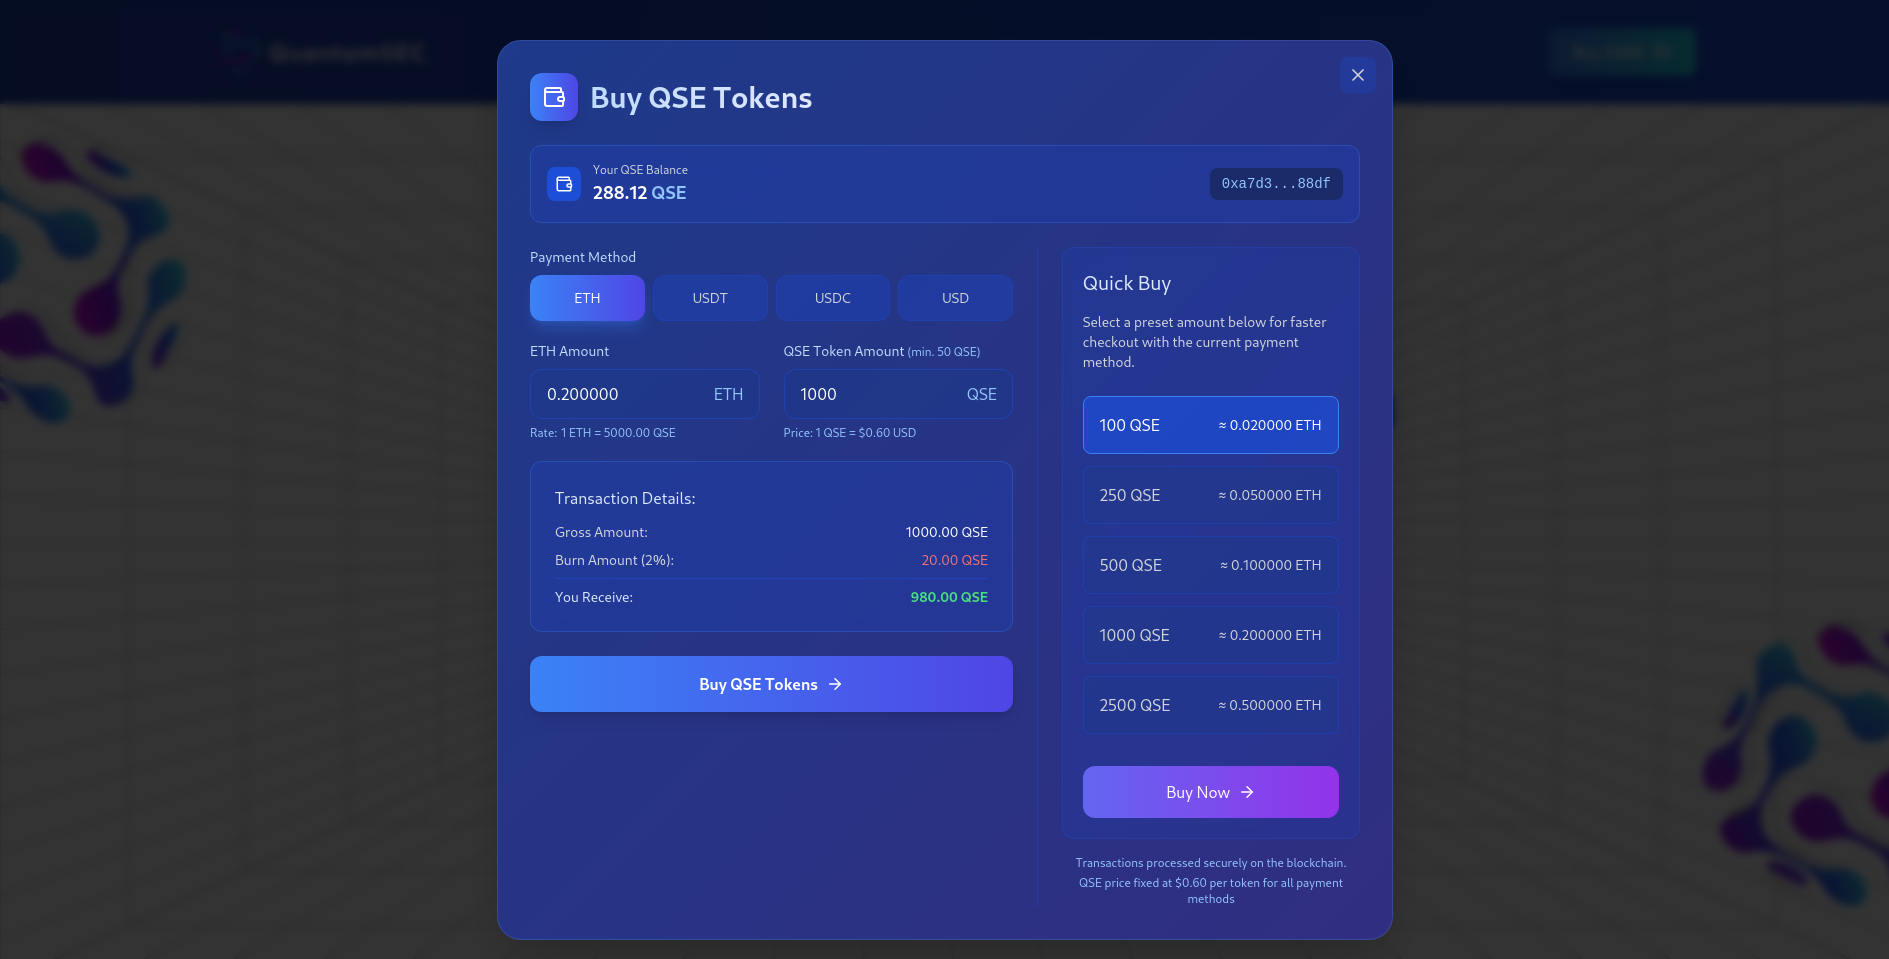 QuantumSEC
Buy QSE Tokens
Your QSE Balance
288.12 QSE
0xa7d3...88df
Payment Method
ETH
USDT
USDC
USD
ETH Amount
0.200000 ETH
Rate: 1 ETH = 5000.00 QSE
QSE Token Amount (min. 50 QSE)
1000 QSE
Price: 1 QSE = $0.60 USD
Transaction Details:
Gross Amount: 1000.00 QSE
Burn Amount (2%): 20.00 QSE
You Receive: 980.00 QSE
Buy QSE Tokens
Quick Buy
Select a preset amount below for faster
checkout with the current payment
method.
100 QSE ≈ 0.020000 ETH
250 QSE ≈ 0.050000 ETH
500 QSE ≈ 0.100000 ETH
1000 QSE ≈ 0.200000 ETH
2500 QSE ≈ 0.500000 ETH
Buy Now
Transactions processed securely on the blockchain.
QSE price fixed at $0.60 per token for all payment
methods